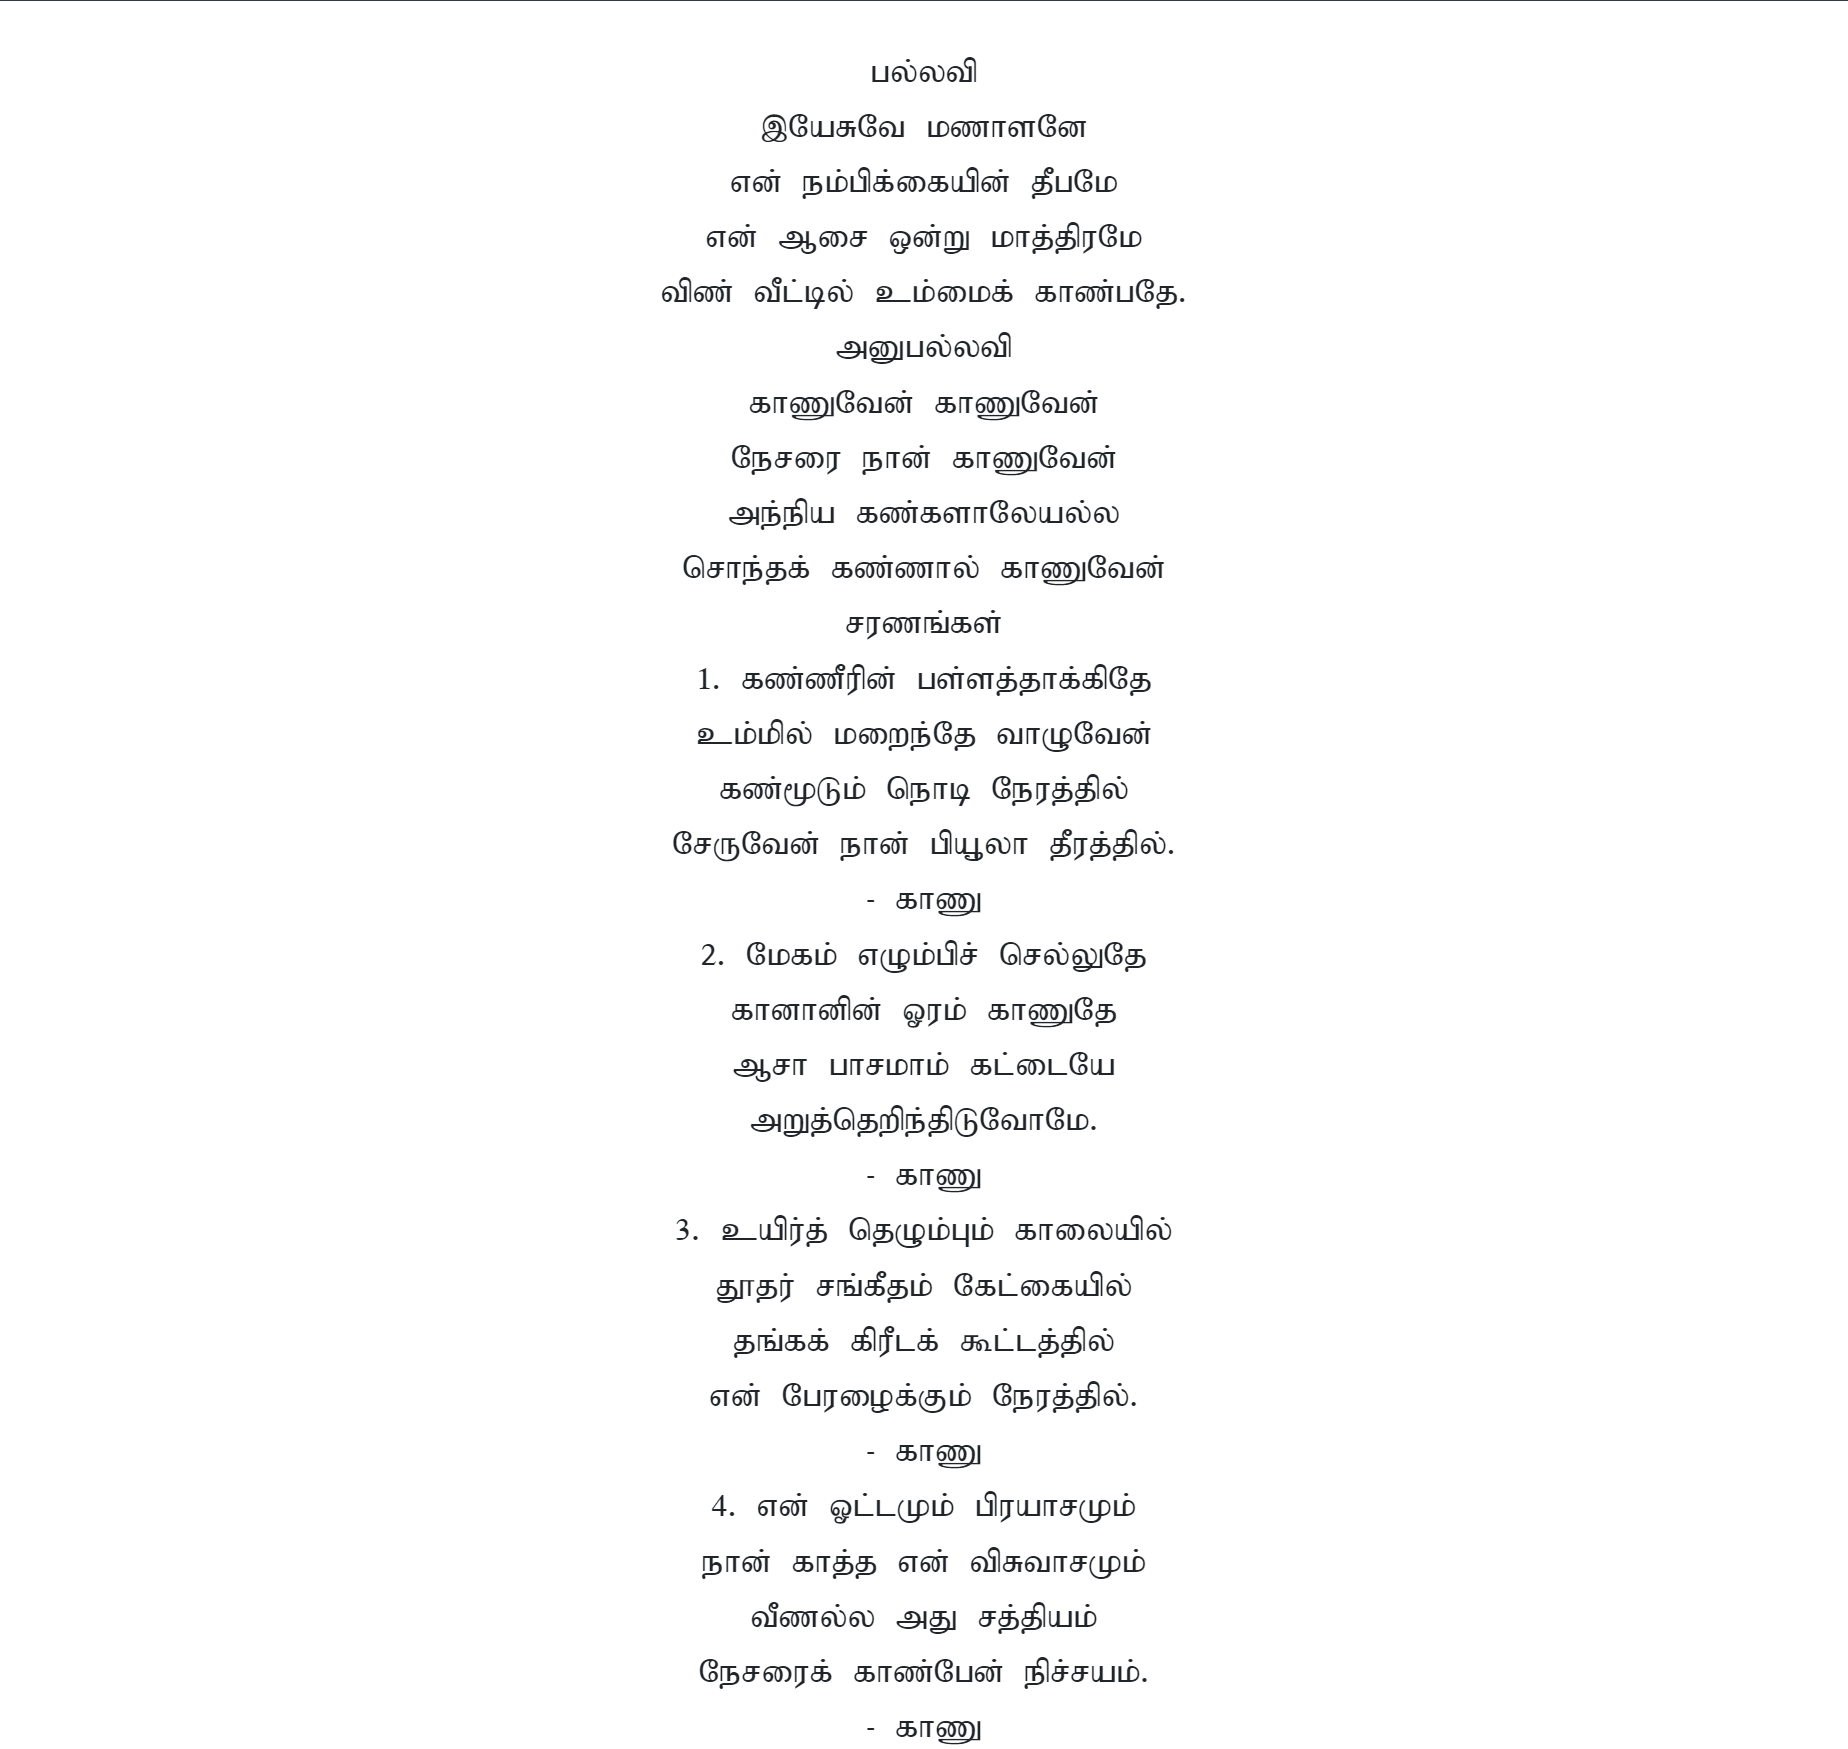 பல்லவி
இயேசுவே மணாளனே
என் நம்பிக்கையின் தீபமே
என் ஆசை ஒன்று மாத்திரமே
விண் வீட்டில் உம்மைக் காண்பதே.
அனுபல்லவி
காணுவேன் காணுவேன்
நேசரை நான் காணுவேன்
அந்நிய கண்களாலேயல்ல
சொந்தக் கண்ணால் காணுவேன்
சரணங்கள்
1. கண்ணீரின் பள்ளத்தாக்கிதே
உம்மில் மறைந்தே வாழுவேன்
கண்மூடும் நொடி நேரத்தில்
சேருவேன் நான் பியூலா தீரத்தில்.
- காணு
2. மேகம் எழும்பிச் செல்லுதே
கானானின் ஓரம் காணுதே
ஆசா பாசமாம் கட்டையே
அறுத்தெறிந்திடுவோமே.
- காணு
3. உயிர்த் தெழும்பும் காலையில்
தூதர் சங்கீதம் கேட்கையில்
தங்கக் கிரீடக் கூட்டத்தில்
என் பேரழைக்கும் நேரத்தில்.
- காணு
4. என் ஓட்டமும் பிரயாசமும்
நான் காத்த என் விசுவாசமும்
வீணல்ல அது சத்தியம்
நேசரைக் காண்பேன் நிச்சயம்.
- காணு